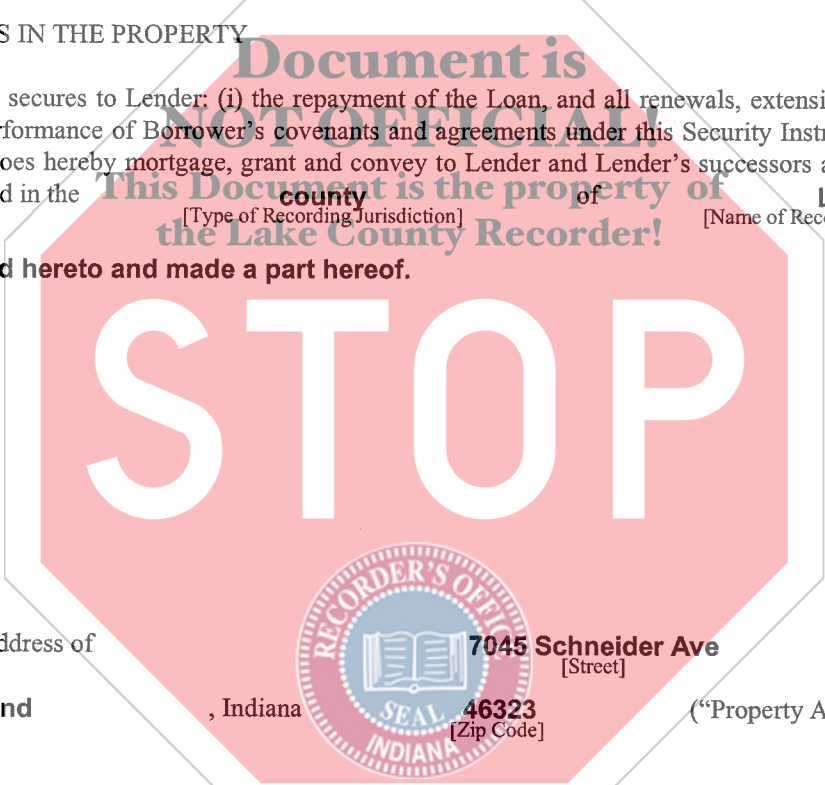 S IN THE PROPERTY
Document is
secures to Lender: (i) the repayment of the Loan, and all renewals, extensi
NOT OFFICIAL!
rformance of Borrower's covenants and agreements under this Security Instr
oes hereby mortgage, grant and convey to Lender and Lender's successors a
This Document is the property of
d in the county of L
[Type of Recording Jurisdiction] [Name of Reco
the Lake County Recorder!
d hereto and made a part hereof.
STOP
RECORDER'S OFFIC
ddress of 7045 Schneider Ave
[Street]
nd , Indiana 46323 ("Property A
SEAL
[Zip Code]
INDIANA